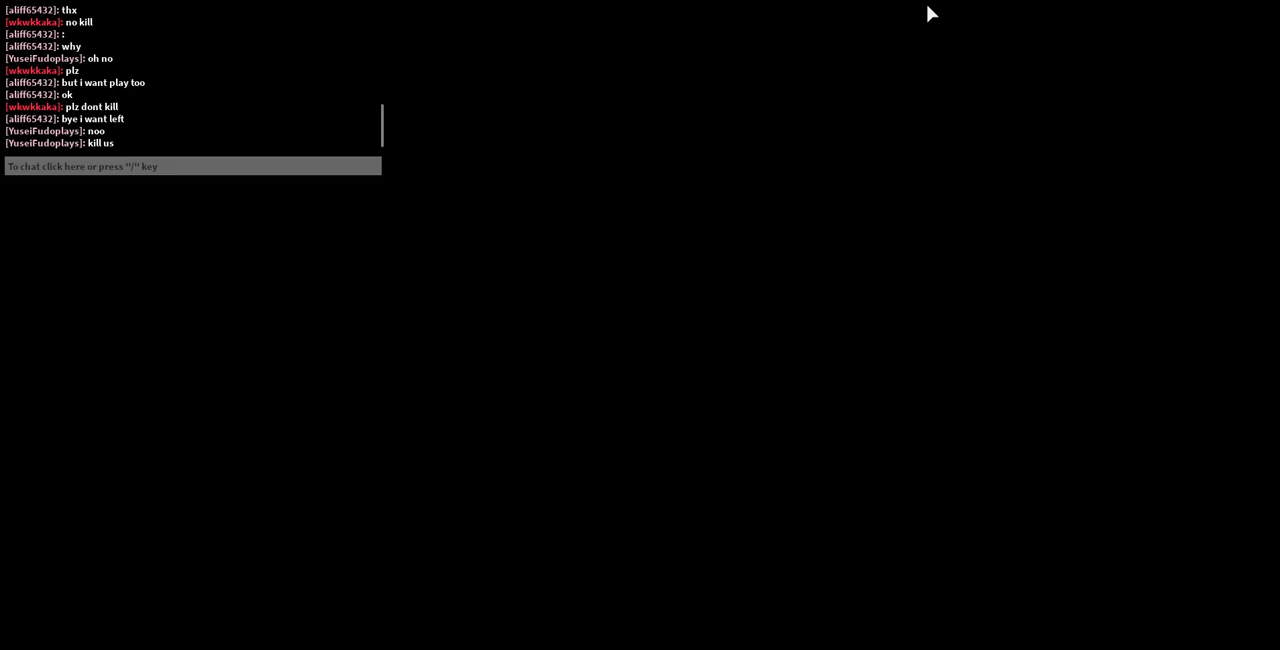 [aliff65432]: thx
[wkwkkaka]: no kill
[aliff65432]: :
[aliff65432]: why
[YuseiFudoplays]: oh no
[wkwkkaka]: plz
[aliff65432]: but i want play too
[aliff65432]: ok
[wkwkkaka]: plz dont kill
[aliff65432]: bye i want left
[YuseiFudoplays]: noo
[YuseiFudoplays]: kill us
To chat click here or press "/" key